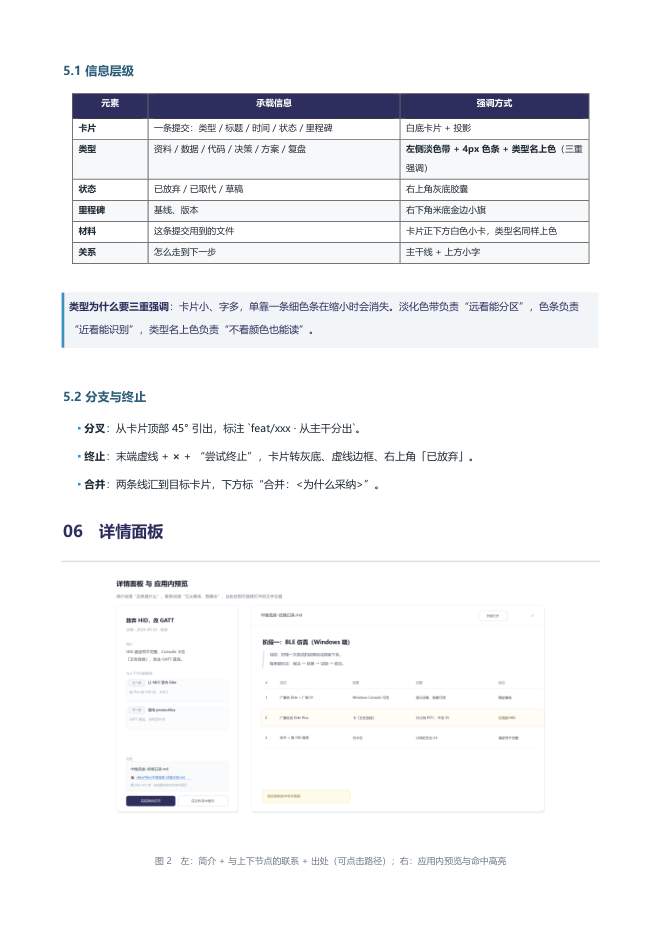 5.1 信息层级
元素 承载信息 强调方式
卡片 一条提交：类型 / 标题 / 时间 / 状态 / 里程碑 白底卡片 + 投影
类型 资料 / 数据 / 代码 / 决策 / 方案 / 复盘 左侧淡色带 + 4px 色条 + 类型名上色（三重
强调）
状态 已放弃 / 已取代 / 草稿 右上角灰底胶囊
里程碑 基线、版本 右下角米底金边小旗
材料 这条提交用到的文件 卡片正下方白色小卡，类型名同样上色
关系 怎么走到下一步 主干线 + 上方小字
类型为什么要三重强调：卡片小、字多，单靠一条细色条在缩小时会消失。淡化色带负责“远看能分区”，色条负责
“近看能识别”，类型名上色负责“不看颜色也能读”。
5.2 分支与终止
▪ 分叉：从卡片顶部 45° 引出，标注 `feat/xxx · 从主干分出`。
▪ 终止：末端虚线 + × + “尝试终止”，卡片转灰底、虚线边框、右上角「已放弃」。
▪ 合并：两条线汇到目标卡片，下方标“合并：<为什么采纳>”。
06 详情面板
详情面板 与 应用内预览
放弃 HID，改 GATT
阶段一：BLE 仿真（Windows 端）
图 2 左：简介 + 与上下节点的联系 + 出处（可点击路径）；右：应用内预览与命中高亮